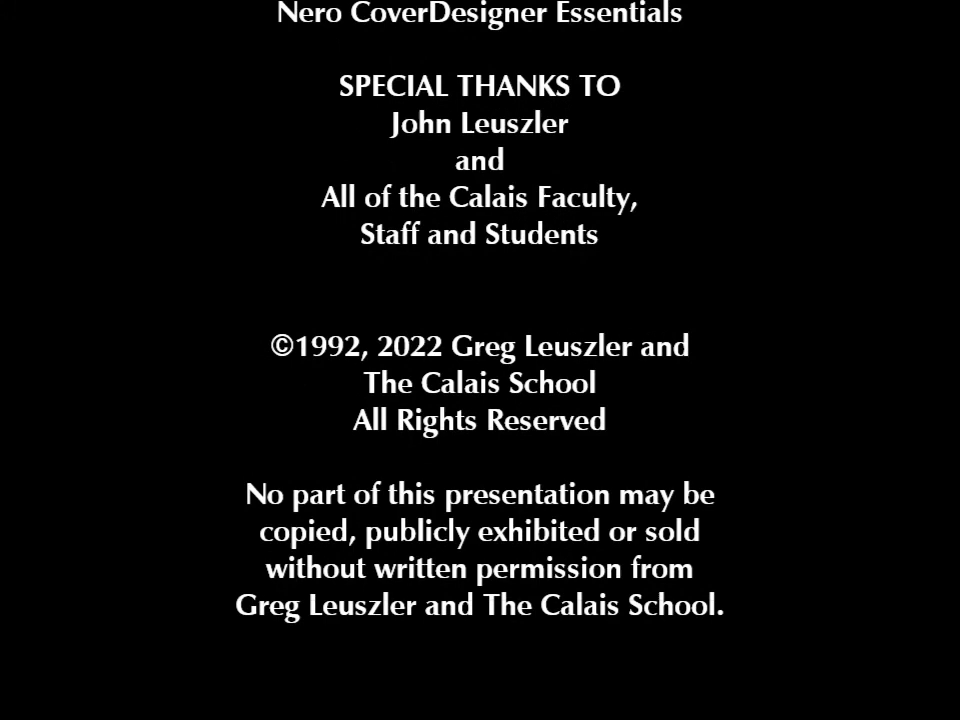 Nero CoverDesigner Essentials
SPECIAL THANKS TO
John Leuszler
and
All of the Calais Faculty,
Staff and Students
©1992, 2022 Greg Leuszler and
The Calais School
All Rights Reserved
No part of this presentation may be
copied, publicly exhibited or sold
without written permission from
Greg Leuszler and The Calais School.